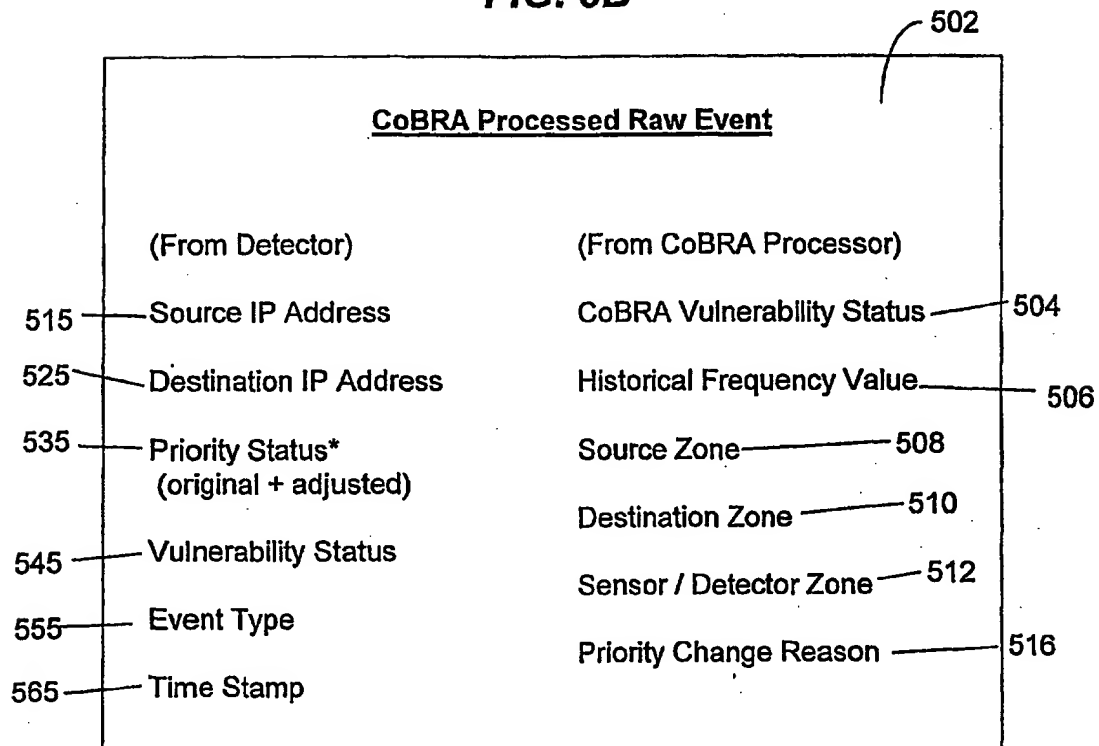 502
CoBRA Processed Raw Event
(From Detector) (From CoBRA Processor)
515 Source IP Address CoBRA Vulnerability Status 504
525 Destination IP Address Historical Frequency Value 506
535 Priority Status* Source Zone 508
(original + adjusted)
Destination Zone 510
545 Vulnerability Status
Sensor / Detector Zone 512
555 Event Type
Priority Change Reason 516
565 Time Stamp